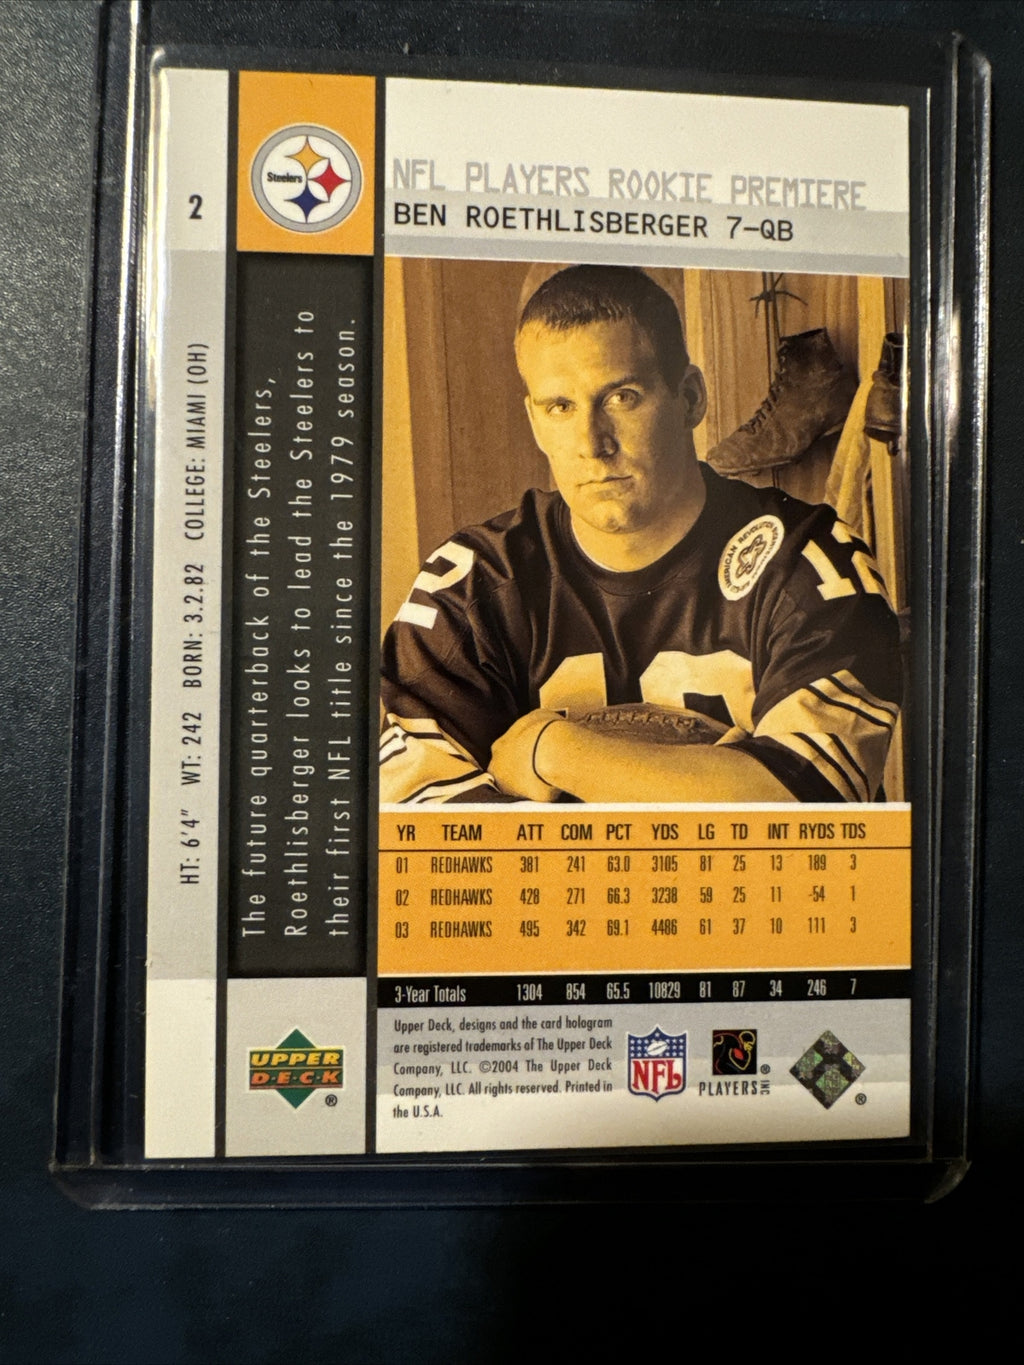 2
Steelers
NFL PLAYERS ROOKIE PREMIERE
BEN ROETHLISBERGER 7-QB
HT: 6'4" WT: 242 BORN: 3.2.82 COLLEGE: MIAMI (OH)
The future quarterback of the Steelers,
Roethlisberger looks to lead the Steelers to
their first NFL title since the 1979 season.
12
AMERICAN REVOLUTION
12
12
YR TEAM ATT COM PCT YDS LG TD INT RYDS TDS
01 REDHAWKS 381 241 63.0 3105 81 25 13 189 3
02 REDHAWKS 428 271 66.3 3238 59 25 11 -54 1
03 REDHAWKS 495 342 69.1 4486 61 37 10 111 3
3-Year Totals 1304 854 65.5 10829 81 87 34 246 7
UPPER
D•E•C•K
®
Upper Deck, designs and the card hologram
are registered trademarks of The Upper Deck
Company, LLC. ©2004 The Upper Deck
Company, LLC. All rights reserved. Printed in
the U.S.A.
NFL
PLAYERS INC
®
®